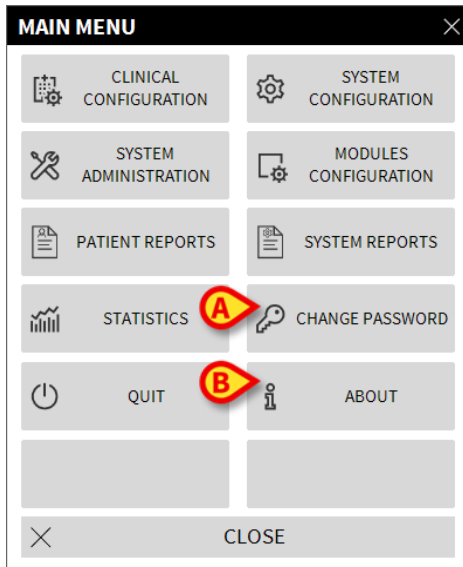 MAIN MENU
CLINICAL
CONFIGURATION
SYSTEM
CONFIGURATION
SYSTEM
ADMINISTRATION
MODULES
CONFIGURATION
PATIENT REPORTS
SYSTEM REPORTS
STATISTICS
A
CHANGE PASSWORD
QUIT
B
ABOUT
CLOSE